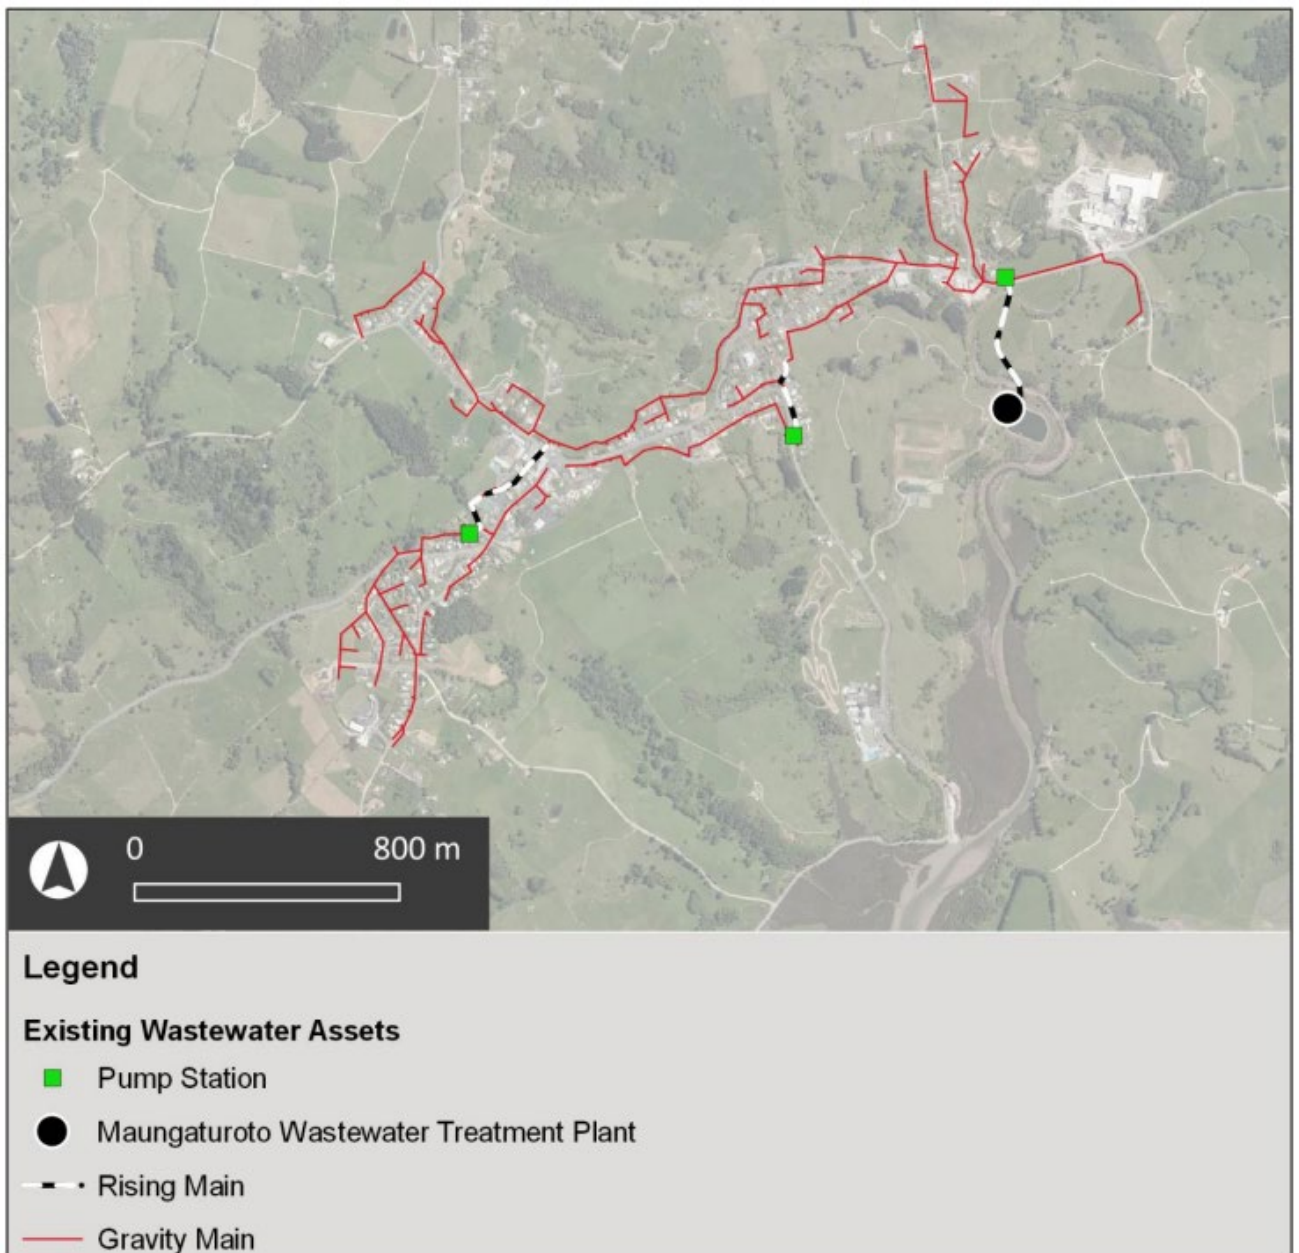 0 800 m
Legend
Existing Wastewater Assets
Pump Station
Maungaturoto Wastewater Treatment Plant
Rising Main
Gravity Main